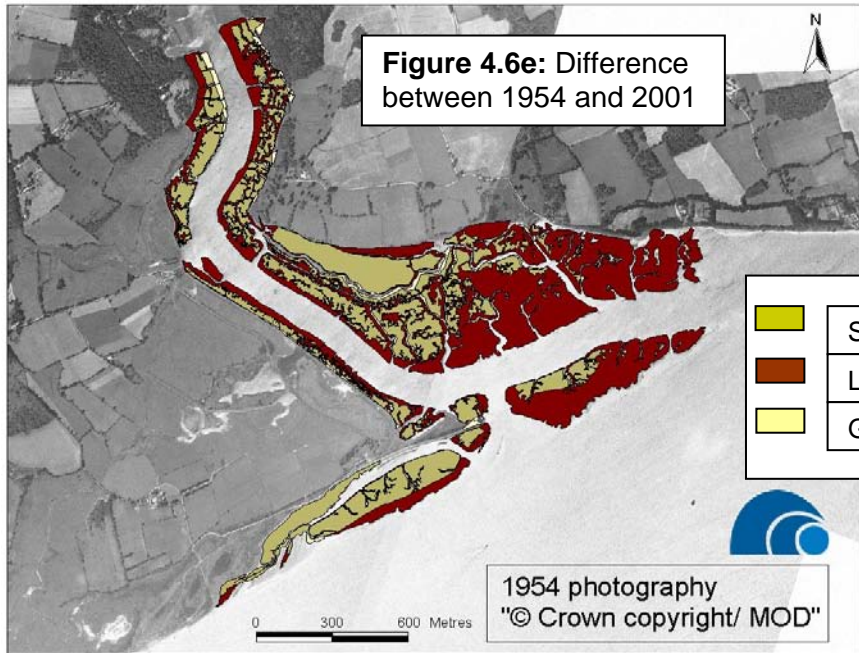 N
Figure 4.6e: Difference
between 1954 and 2001
S
L
G
1954 photography
"© Crown copyright/ MOD"
0 300 600 Metres